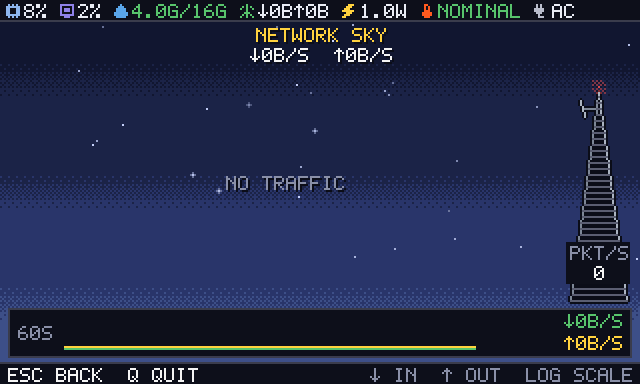 8% 2% 4.0G/16G ↓0B↑0B 1.0W NOMINAL AC
NETWORK SKY
↓0B/S ↑0B/S
NO TRAFFIC
PKT/S
0
60S
↓0B/S
↑0B/S
ESC BACK Q QUIT ↓ IN ↑ OUT LOG SCALE